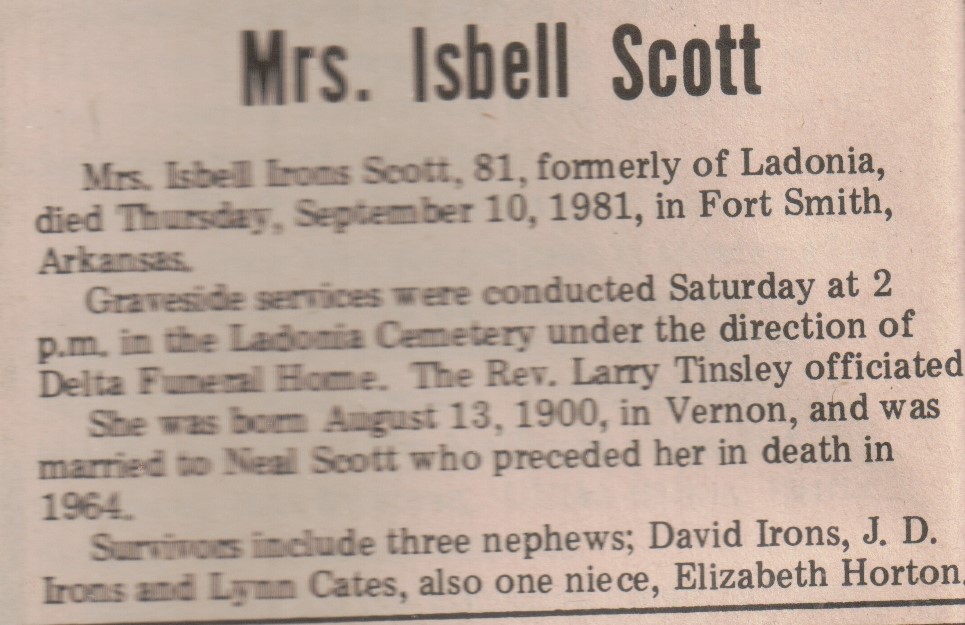 Mrs. Isbell Scott
Mrs. Isbell Irons Scott, 81, formerly of Ladonia,
died Thursday, September 10, 1981, in Fort Smith,
Arkansas.
Graveside services were conducted Saturday at 2
p.m. in the Ladonia Cemetery under the direction of
Delta Funeral Home. The Rev. Larry Tinsley officiated
She was born August 13, 1900, in Vernon, and was
married to Neal Scott who preceded her in death in
1964.
Survivors include three nephews; David Irons, J. D.
Irons and Lynn Cates, also one niece, Elizabeth Horton.